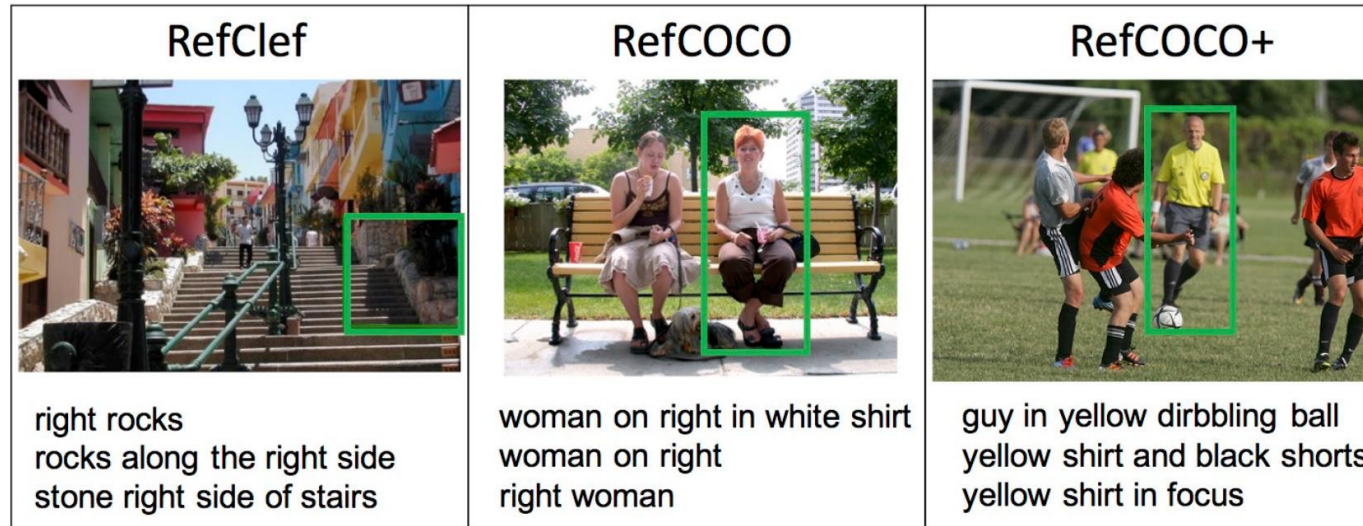 RefClef
right rocks
rocks along the right side
stone right side of stairs
RefCOCO
woman on right in white shirt
woman on right
right woman
RefCOCO+
guy in yellow dirbbling ball
yellow shirt and black shorts
yellow shirt in focus